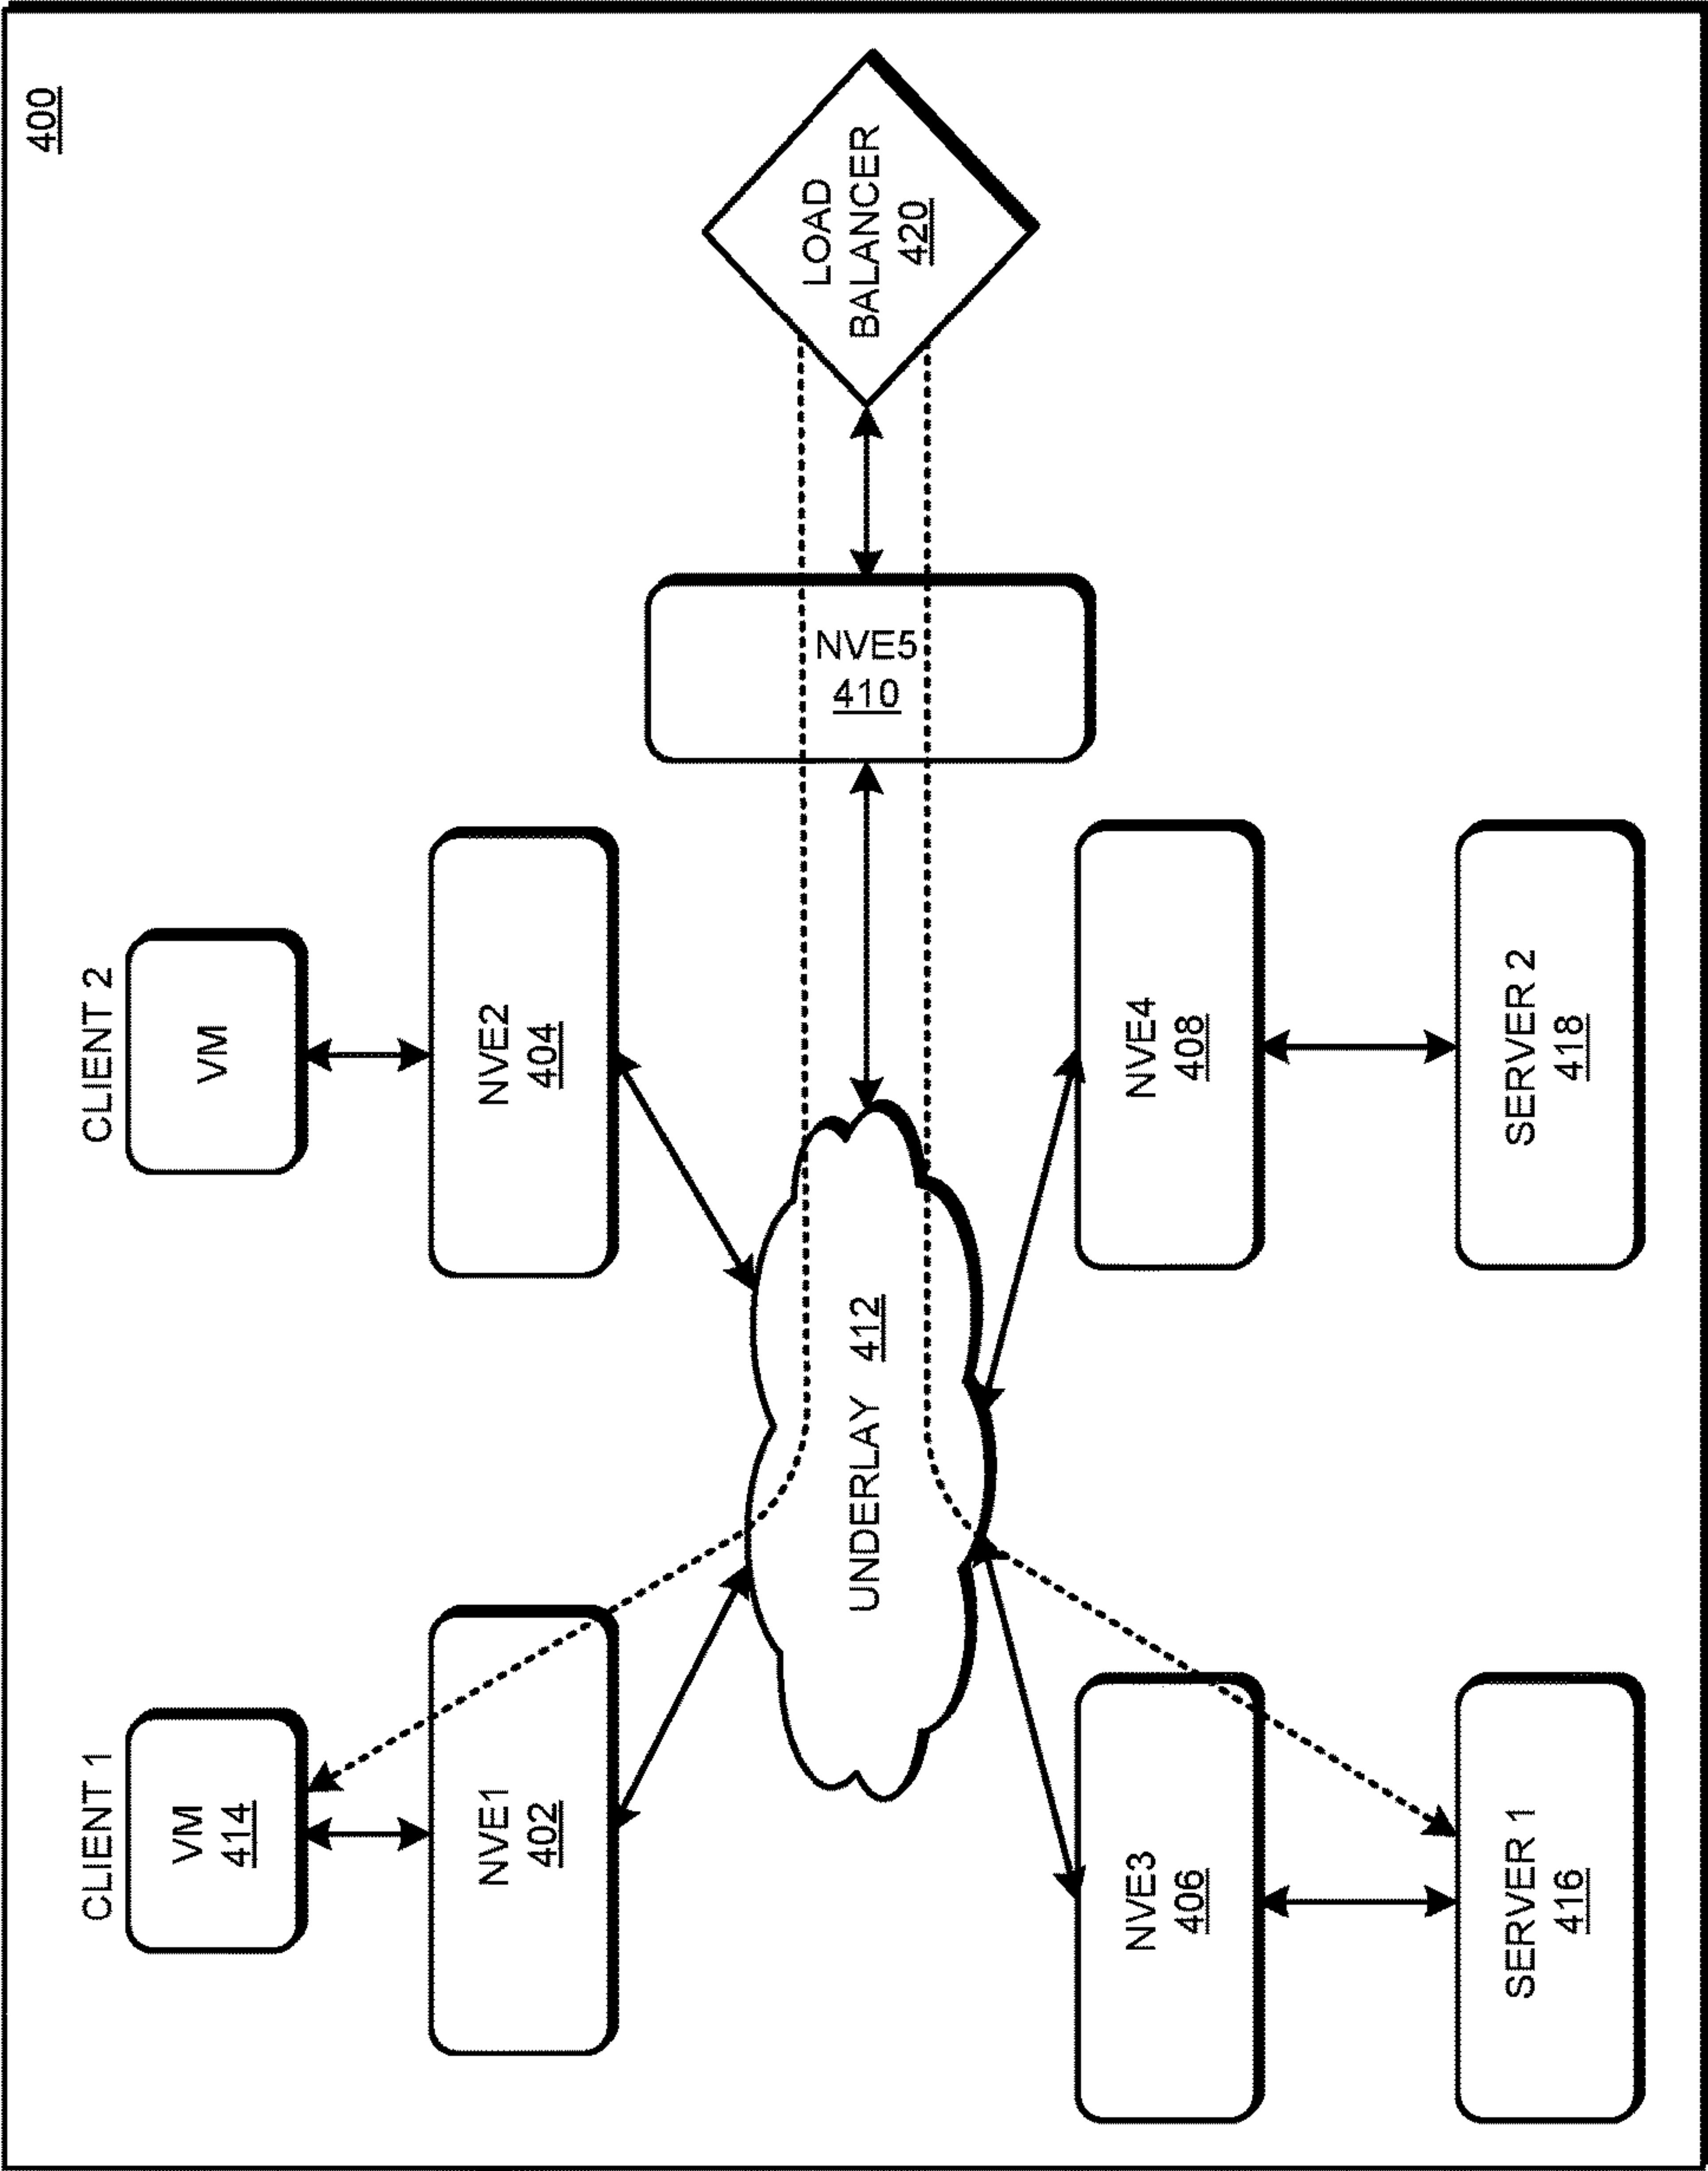 400
CLIENT 1
VM
414
CLIENT 2
VM
NVE1
402
NVE2
404
UNDERLAY 412
NVE5
410
LOAD
BALANCER
420
NVE3
406
NVE4
408
SERVER 1
416
SERVER 2
418